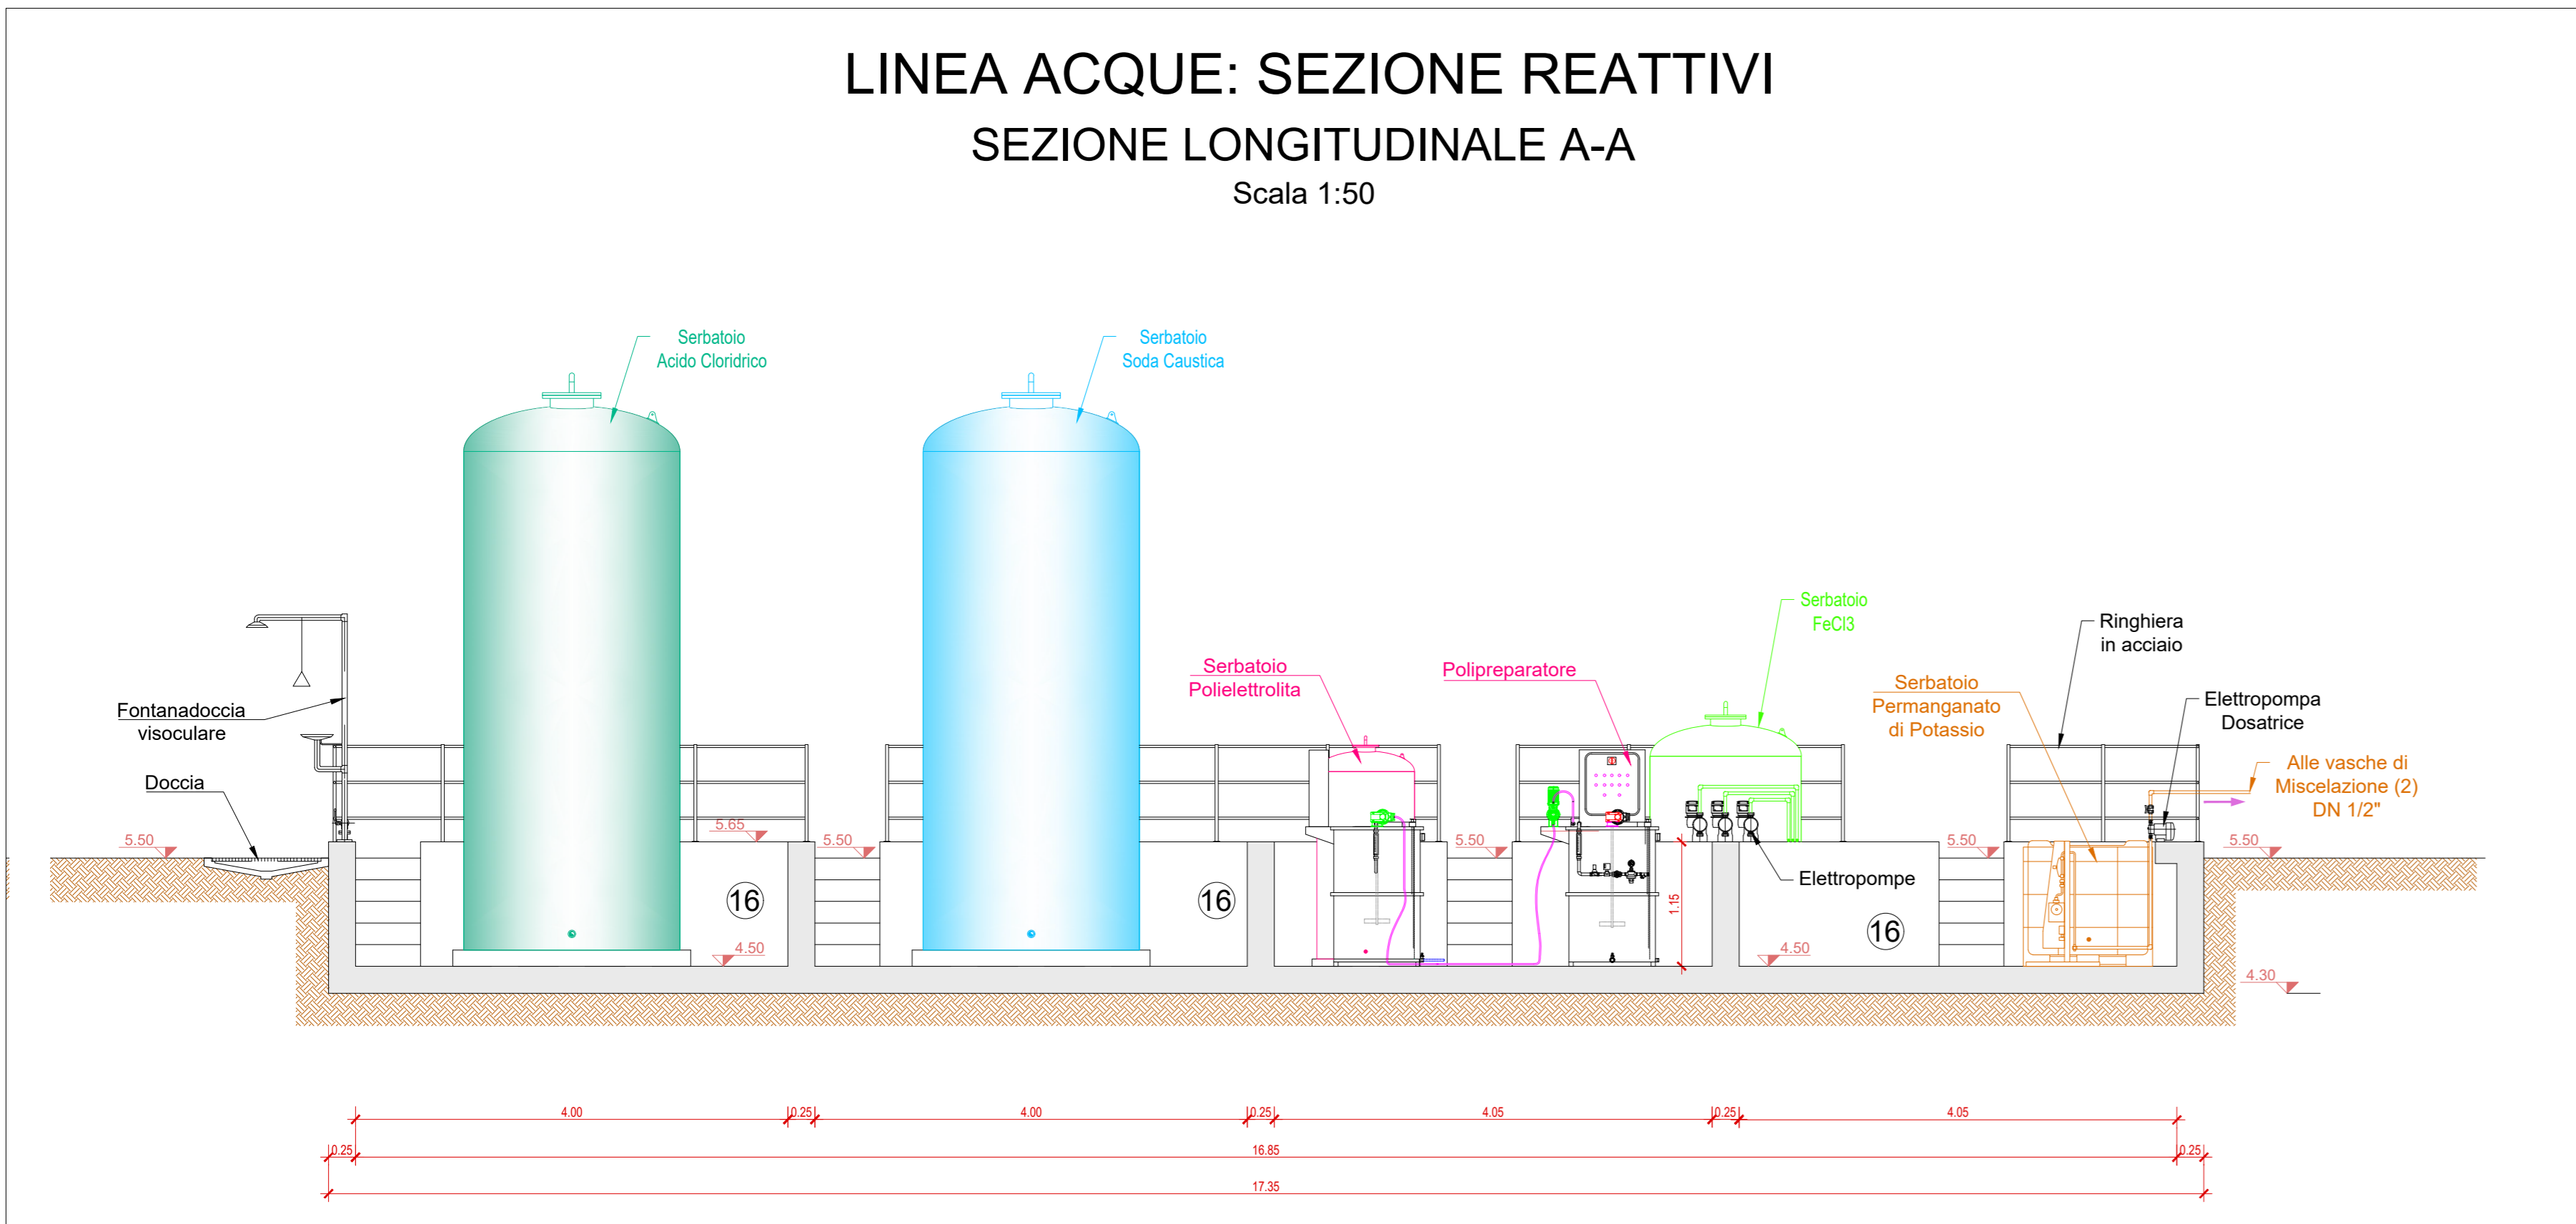 LINEA ACQUE: SEZIONE REATTIVI
SEZIONE LONGITUDINALE A-A
Scala 1:50
Serbatoio
Acido Cloridrico
Serbatoio
Soda Caustica
Serbatoio
FeCl3
Ringhiera
in acciaio
Serbatoio
Polielettrolita
Polipreparatore
Serbatoio
Permanganato
di Potassio
Elettropompa
Dosatrice
Fontanadoccia
visoculare
Doccia
Alle vasche di
Miscelazione (2)
DN 1/2"
5.50
5.65
5.50
5.50
5.50
5.50
Elettropompe
16
16
16
1.15
4.50
4.50
4.30
4.00
0.25
4.00
0.25
4.05
0.25
4.05
0.25
16.85
0.25
17.35